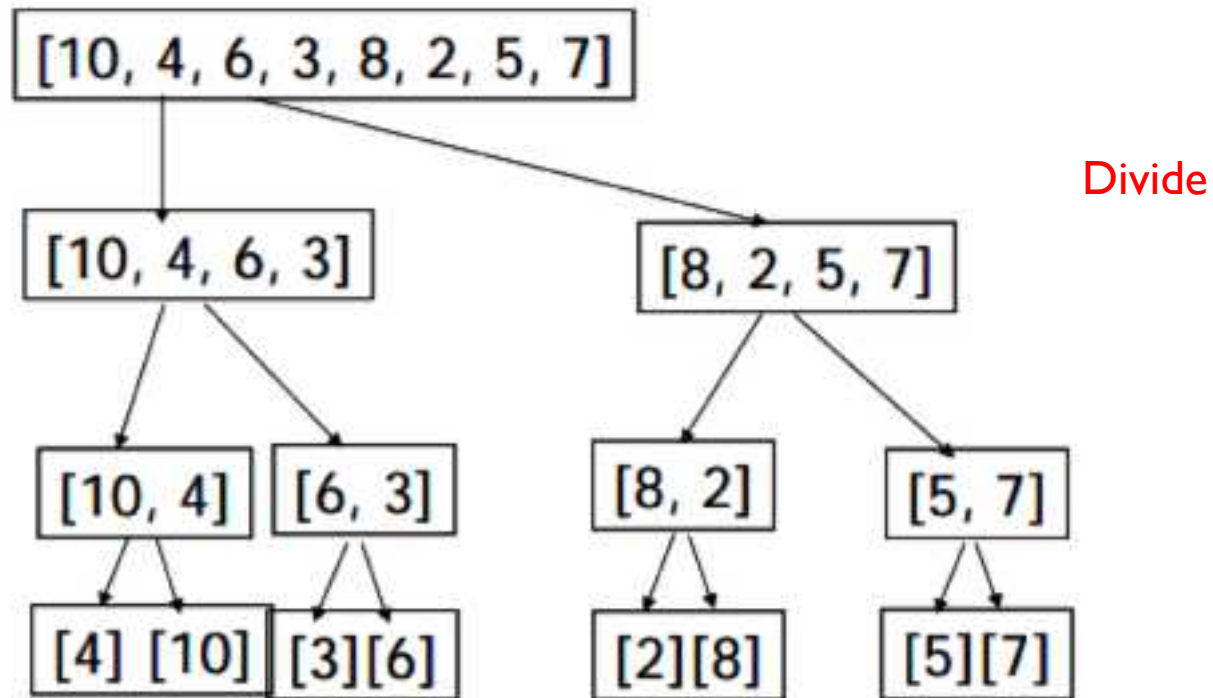 [10, 4, 6, 3, 8, 2, 5, 7]
Divide
[10, 4, 6, 3]
[8, 2, 5, 7]
[10, 4]
[6, 3]
[8, 2]
[5, 7]
[4] [10]
[3][6]
[2][8]
[5][7]